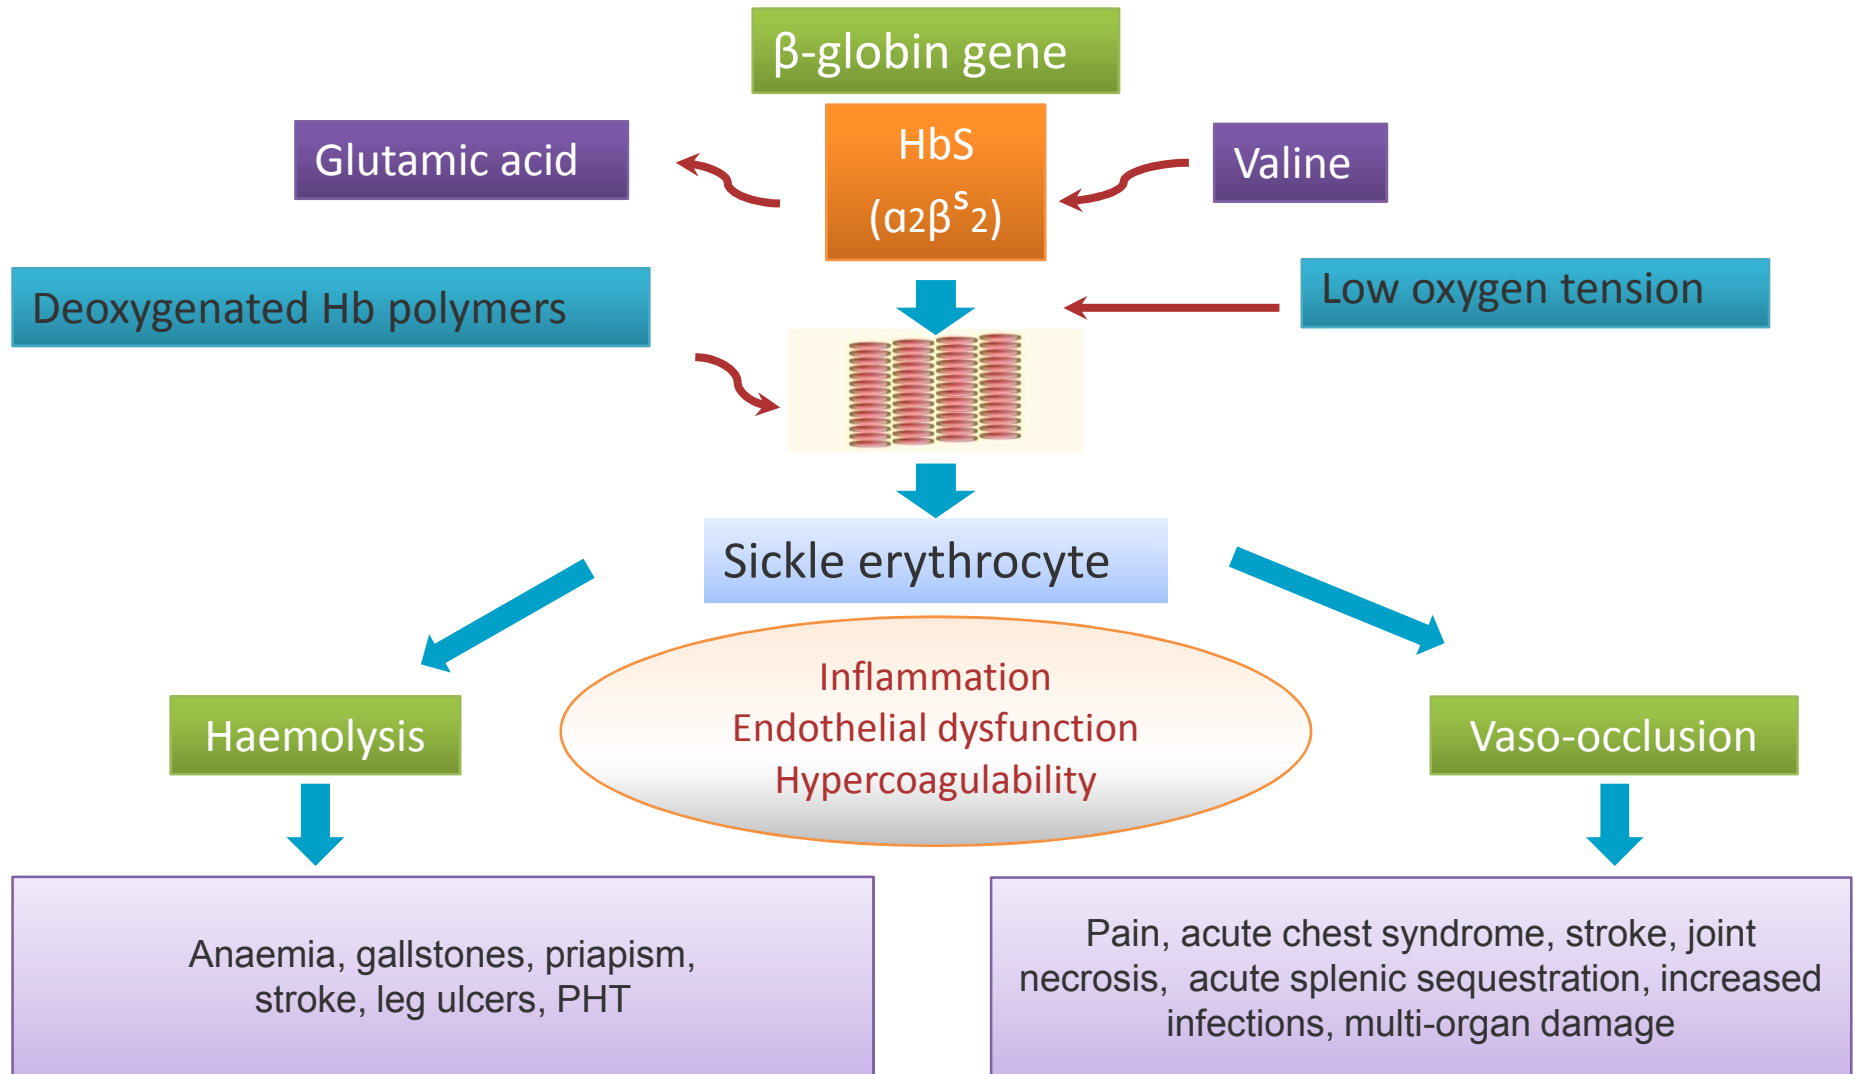 β-globin gene
HbS
(α2βˢ2)
Glutamic acid
Valine
Deoxygenated Hb polymers
Low oxygen tension
Sickle erythrocyte
Inflammation
Endothelial dysfunction
Hypercoagulability
Haemolysis
Vaso-occlusion
Anaemia, gallstones, priapism,
stroke, leg ulcers, PHT
Pain, acute chest syndrome, stroke, joint
necrosis, acute splenic sequestration, increased
infections, multi-organ damage